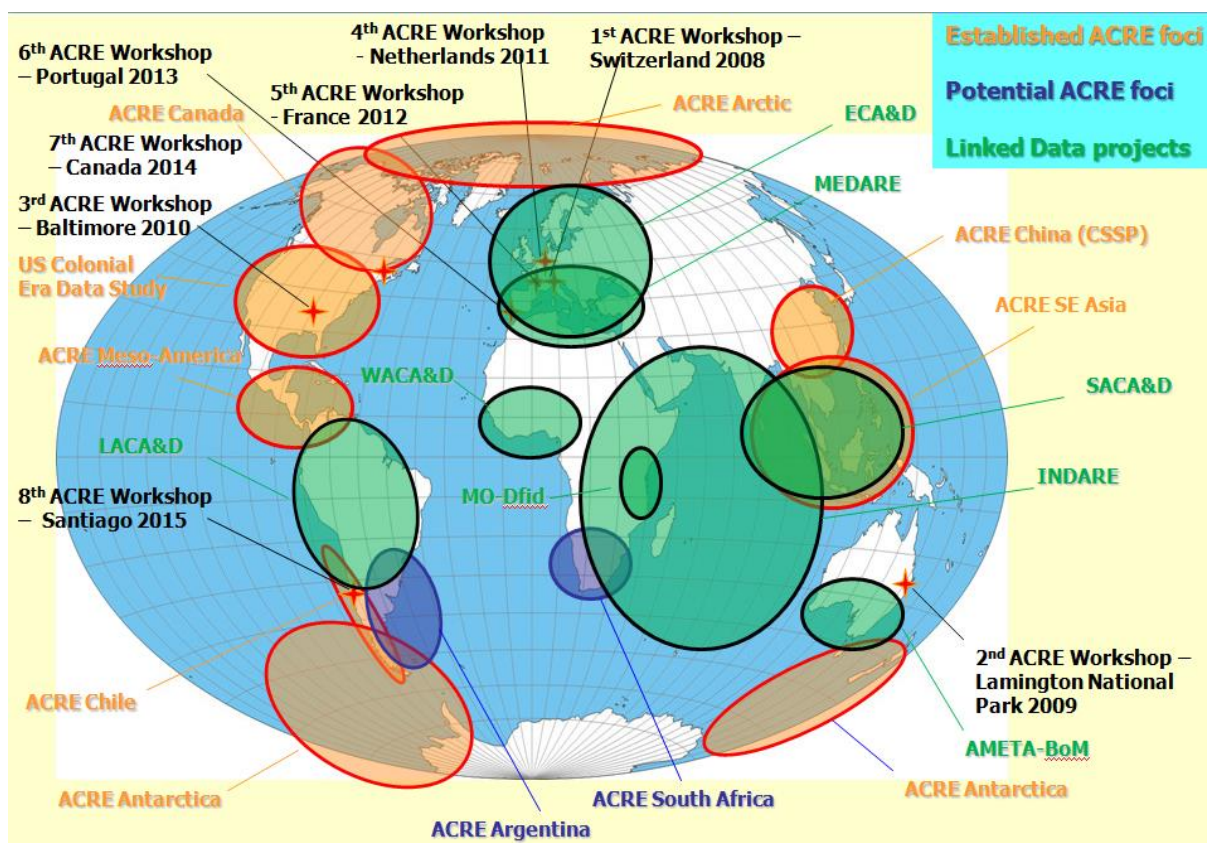 6th ACRE Workshop
– Portugal 2013
4th ACRE Workshop
- Netherlands 2011
1st ACRE Workshop –
Switzerland 2008
Established ACRE foci
Potential ACRE foci
Linked Data projects
5th ACRE Workshop
- France 2012
ACRE Canada
ACRE Arctic
ECA&D
7th ACRE Workshop
– Canada 2014
MEDARE
3rd ACRE Workshop
– Baltimore 2010
ACRE China (CSSP)
US Colonial
Era Data Study
ACRE SE Asia
ACRE Meso-America
WACA&D
SACA&D
LACA&D
INDARE
8th ACRE Workshop
– Santiago 2015
MO-Dfid
2nd ACRE Workshop –
Lamington National
Park 2009
ACRE Chile
AMETA-BoM
ACRE Antarctica
ACRE South Africa
ACRE Antarctica
ACRE Argentina